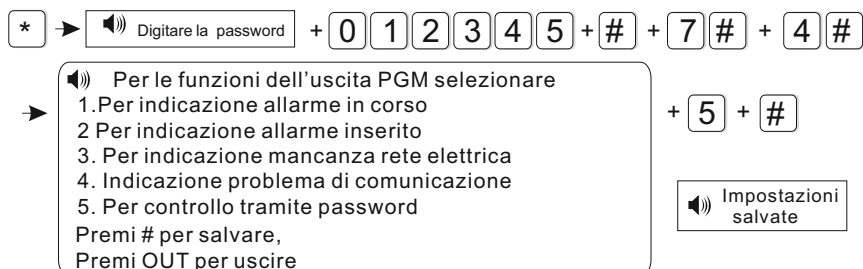 * Digitare la password + 0 1 2 3 4 5 + # + 7 # + 4 #
Per le funzioni dell'uscita PGM selezionare
1.Per indicazione allarme in corso
2 Per indicazione allarme inserito
3. Per indicazione mancanza rete elettrica
4. Indicazione problema di comunicazione
5. Per controllo tramite password
Premi # per salvare,
Premi OUT per uscire
+ 5 + #
Impostazioni
salvate